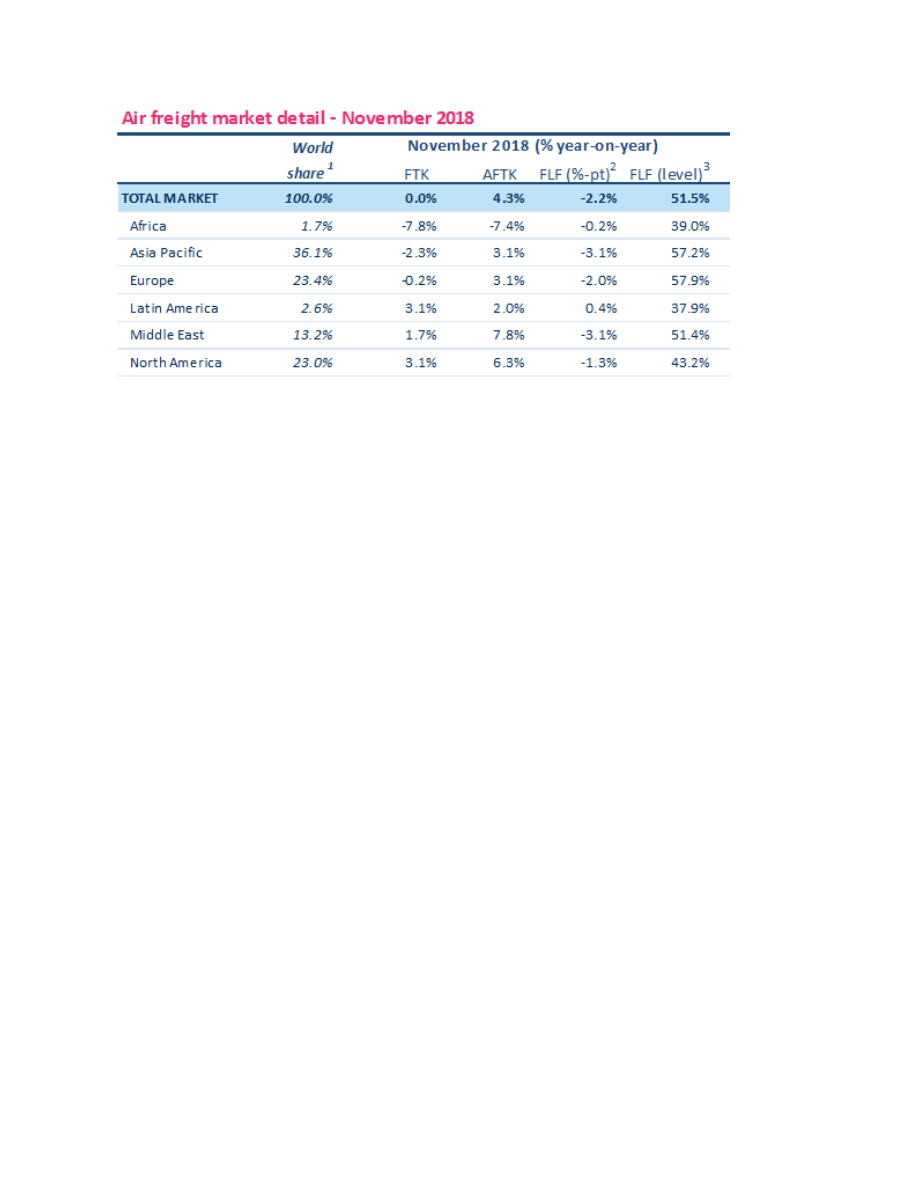 Air freight market detail - November 2018
World share ¹ November 2018 (% year-on-year)
FTK AFTK FLF (%-pt)² FLF (level)³
TOTAL MARKET 100.0% 0.0% 4.3% -2.2% 51.5%
Africa 1.7% -7.8% -7.4% -0.2% 39.0%
Asia Pacific 36.1% -2.3% 3.1% -3.1% 57.2%
Europe 23.4% -0.2% 3.1% -2.0% 57.9%
Latin America 2.6% 3.1% 2.0% 0.4% 37.9%
Middle East 13.2% 1.7% 7.8% -3.1% 51.4%
North America 23.0% 3.1% 6.3% -1.3% 43.2%